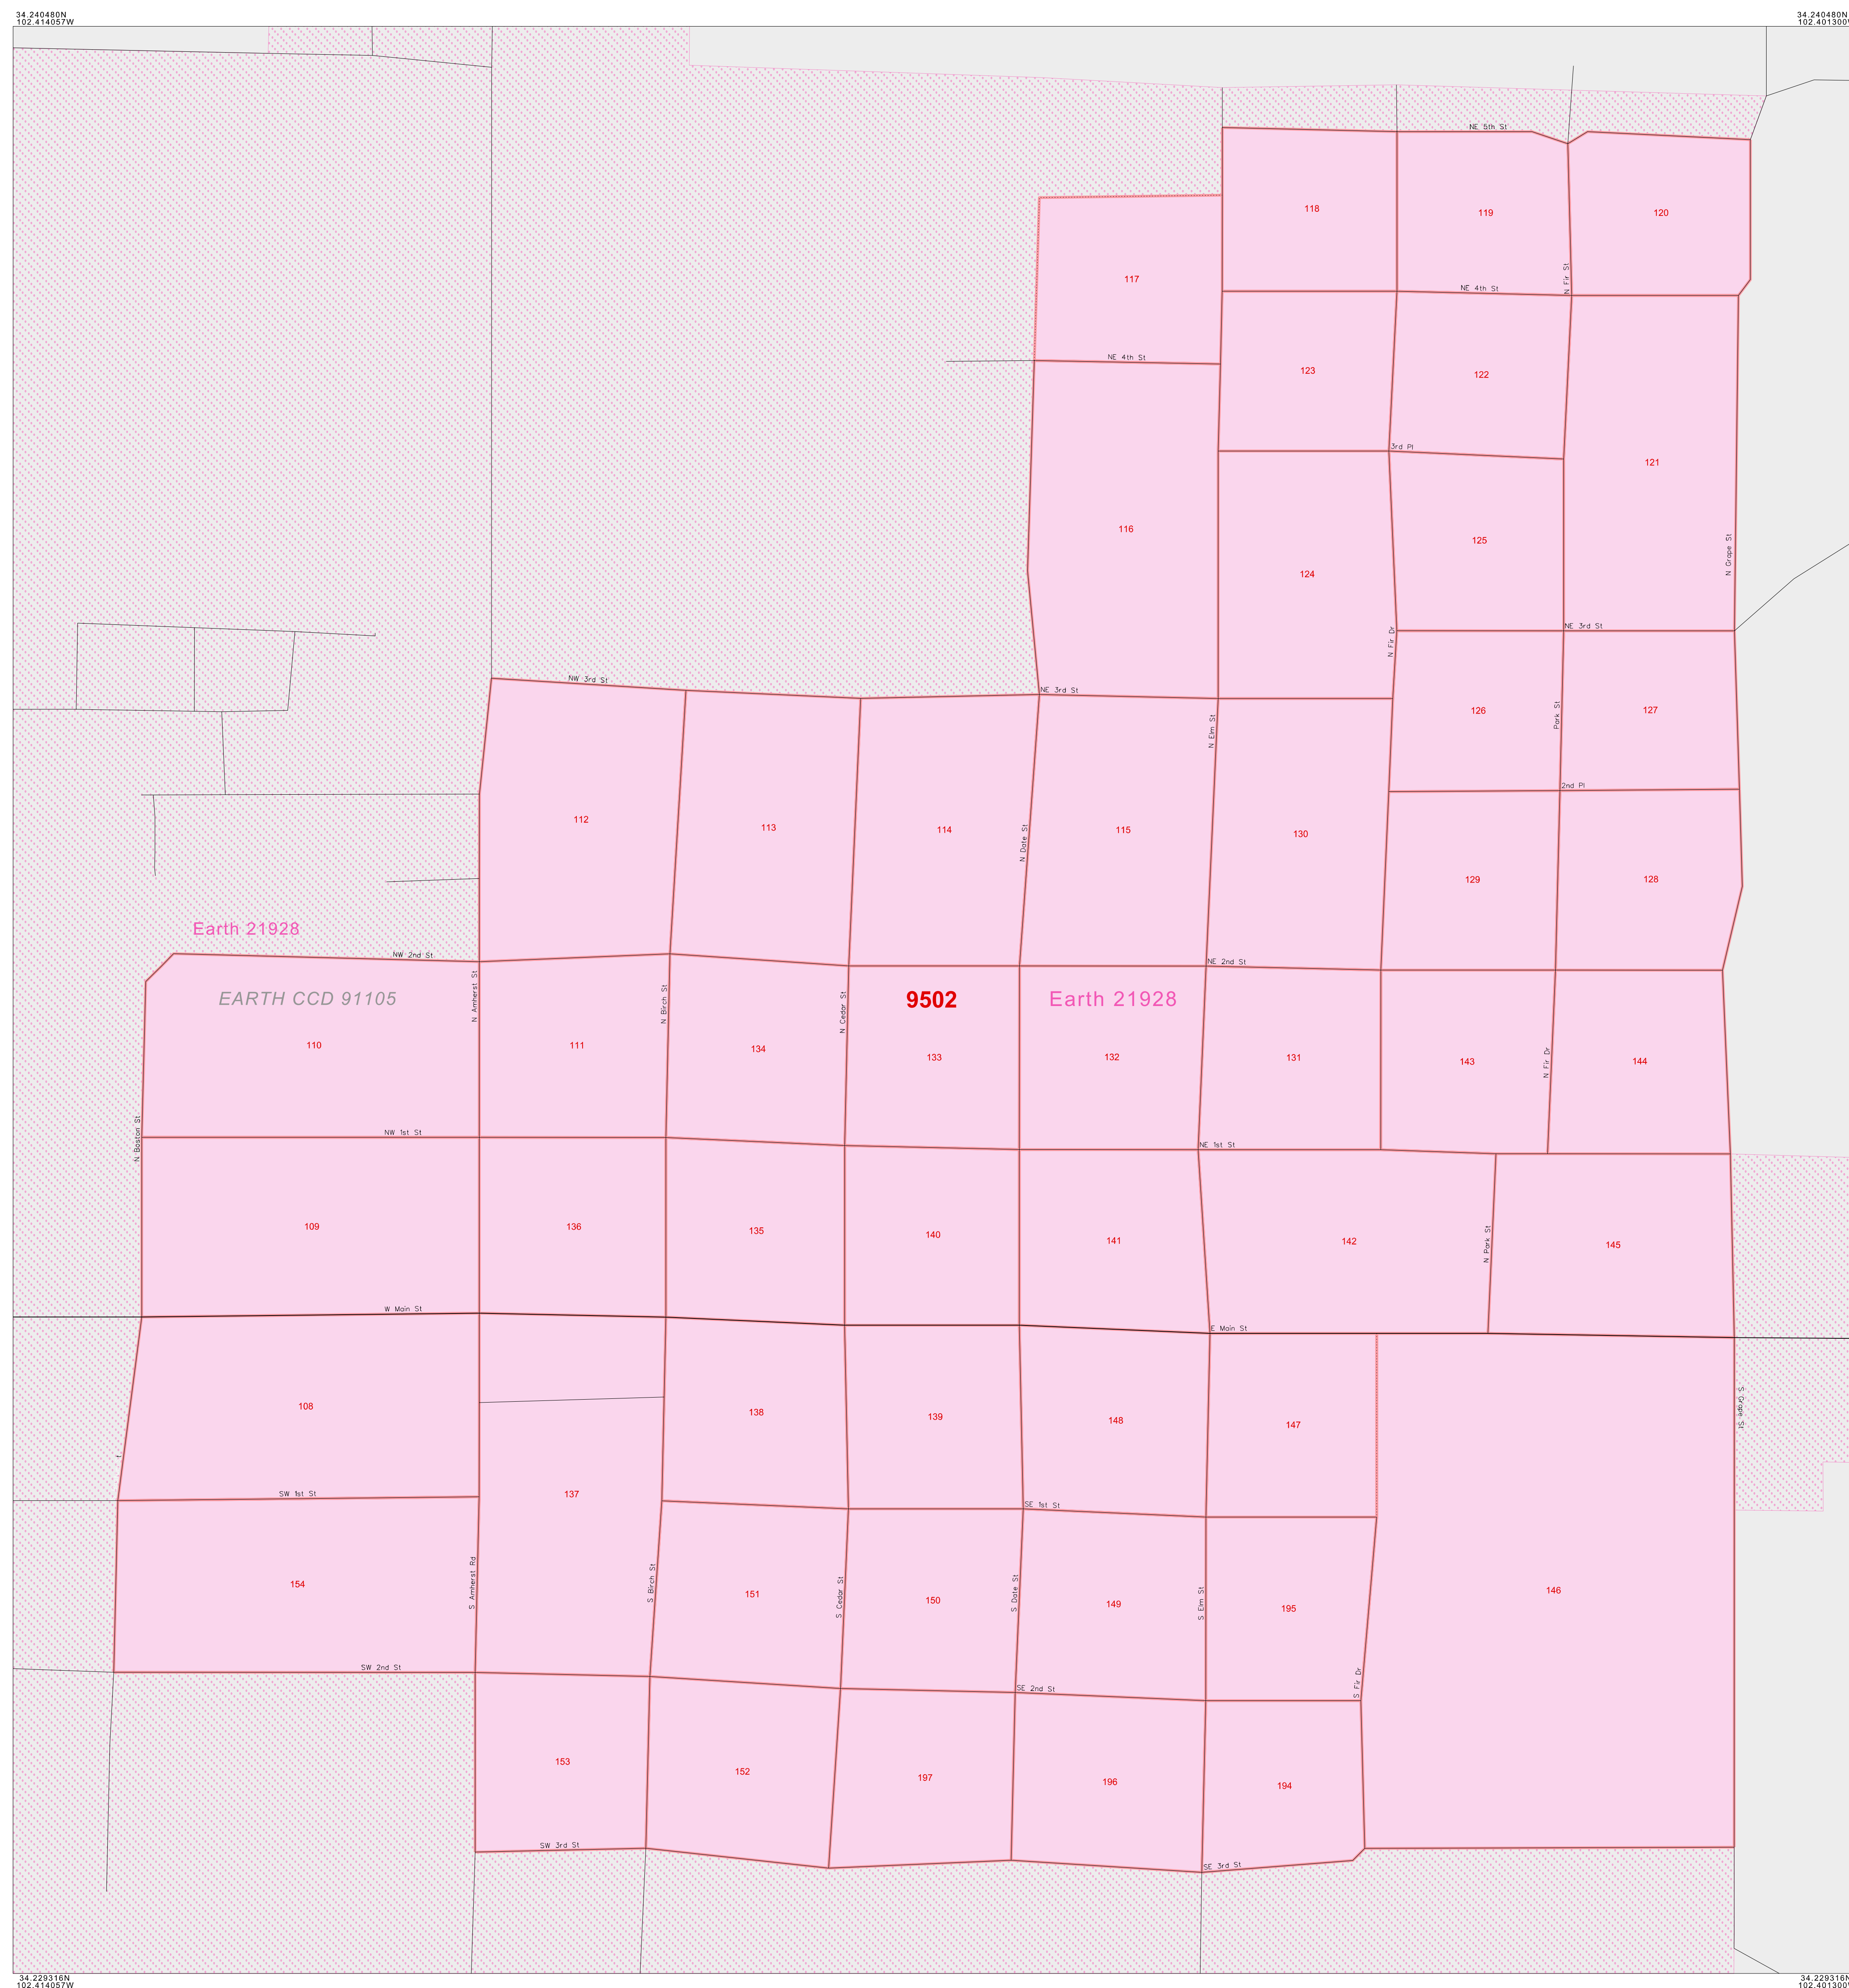 34.240480N
102.414057W
34.240480N
102.401300W
NE 5th St
118
119
120
117
N Fir St
NE 4th St
NE 4th St
123
122
3rd Pl
121
116
125
N Grape St
124
NE 3rd St
N Fir Dr
NW 3rd St
NE 3rd St
126
127
Park St
N Elm St
2nd Pl
112
113
114
115
130
N Date St
129
128
Earth 21928
NW 2nd St
NE 2nd St
EARTH CCD 91105
N Amherst St
N Birch St
N Cedar St
9502
Earth 21928
110
111
134
133
132
131
143
N Fir Dr
144
N Boston St
NW 1st St
NE 1st St
109
136
135
140
141
142
N Park St
145
W Main St
E Main St
108
138
139
148
147
S Grape St
137
t
SW 1st St
SE 1st St
154
S Amherst Rd
S Birch St
151
S Cedar St
150
S Date St
149
S Elm St
195
146
SW 2nd St
SE 2nd St
S Fir Dr
153
152
197
196
194
SW 3rd St
SE 3rd St
34.229316N
102.414057W
34.229316N
102.401300W